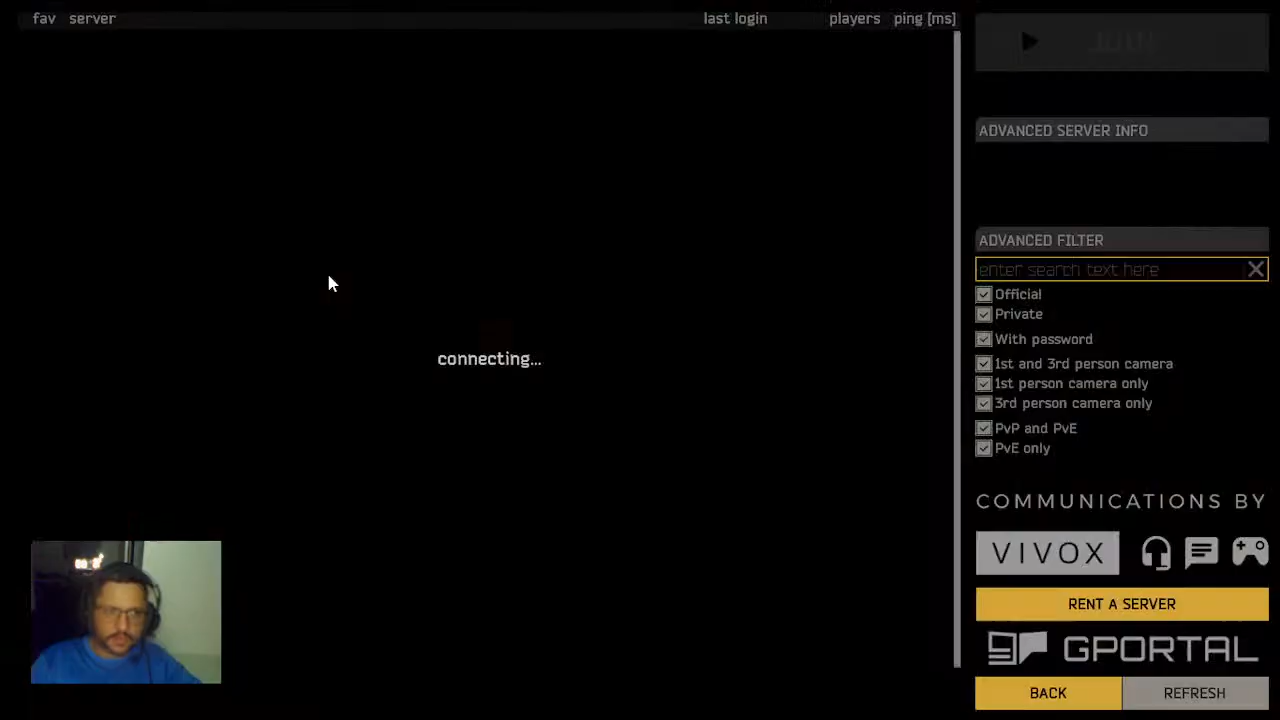 fav server last login players ping [ms]
JOIN
ADVANCED SERVER INFO
ADVANCED FILTER
enter search text here
Official
Private
With password
1st and 3rd person camera
1st person camera only
3rd person camera only
PvP and PvE
PvE only
connecting...
COMMUNICATIONS BY
VIVOX
RENT A SERVER
GPORTAL
BACK REFRESH